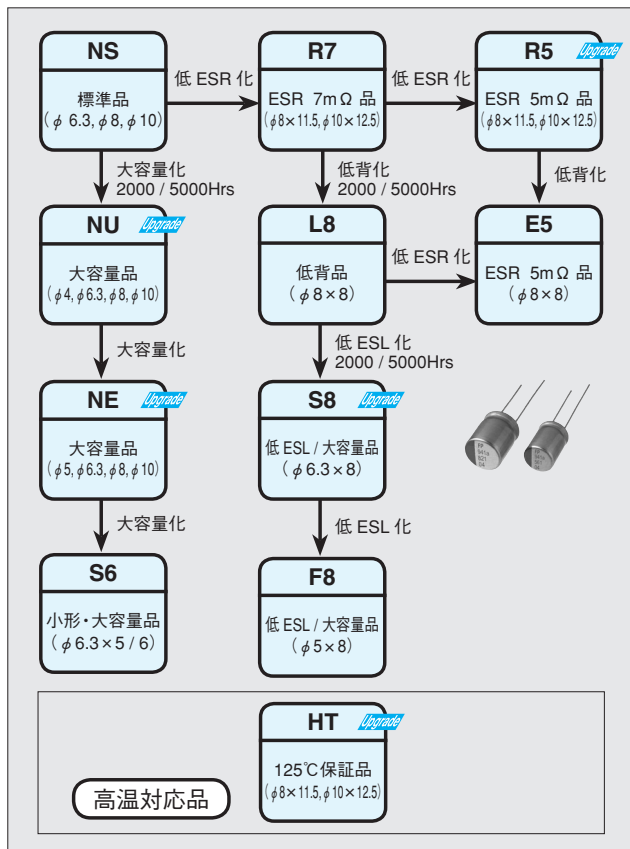 NS
標準品
(φ 6.3, φ8, φ10)
低 ESR 化
R7
ESR 7mΩ 品
(φ8×11.5, φ10×12.5)
低 ESR 化
R5
Upgrade
ESR 5mΩ 品
(φ8×11.5, φ10×12.5)
大容量化
2000 / 5000Hrs
低背化
2000 / 5000Hrs
低背化
NU
Upgrade
大容量品
(φ4, φ6.3, φ8, φ10)
L8
低背品
(φ8×8)
低 ESR 化
E5
ESR 5mΩ 品
(φ8×8)
大容量化
低 ESL 化
2000 / 5000Hrs
NE
Upgrade
大容量品
(φ5, φ6.3, φ8, φ10)
S8
Upgrade
低 ESL / 大容量品
(φ6.3×8)
大容量化
低 ESL 化
S6
小形・大容量品
(φ6.3×5 / 6)
F8
低 ESL / 大容量品
(φ5×8)
HT
Upgrade
125℃保証品
(φ8×11.5, φ10×12.5)
高温対応品